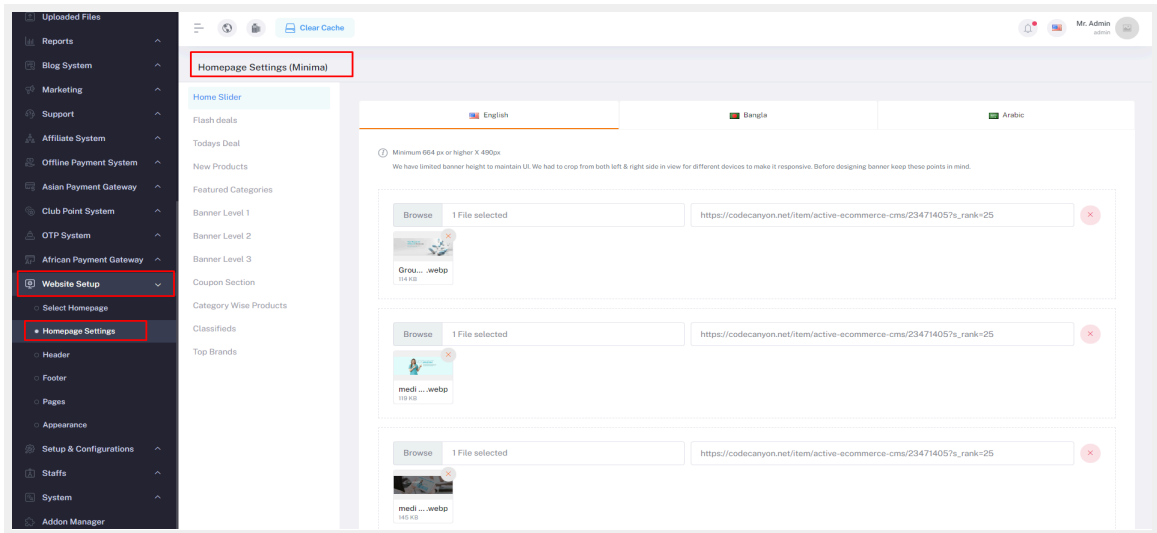 Uploaded Files
Reports
Blog System
Marketing
Support
Affiliate System
Offline Payment System
Asian Payment Gateway
Club Point System
OTP System
African Payment Gateway
Website Setup
Select Homepage
Homepage Settings
Header
Footer
Pages
Appearance
Setup & Configurations
Staffs
System
Addon Manager
Clear Cache
Mr. Admin
admin
Homepage Settings (Minima)
Home Slider
Flash deals
Todays Deal
New Products
Featured Categories
Banner Level 1
Banner Level 2
Banner Level 3
Coupon Section
Category Wise Products
Classifieds
Top Brands
English Bangla Arabic
Minimum 664 px or higher X 490px
We have limited banner height to maintain UI. We had to crop from both left & right side in view for different devices to make it responsive. Before designing banner keep these points in mind.
Browse 1 File selected https://codecanyon.net/item/active-ecommerce-cms/23471405?s_rank=25
Grou... .webp
114 KB
Browse 1 File selected https://codecanyon.net/item/active-ecommerce-cms/23471405?s_rank=25
medi ... .webp
118 KB
Browse 1 File selected https://codecanyon.net/item/active-ecommerce-cms/23471405?s_rank=25
medi ... .webp
145 KB